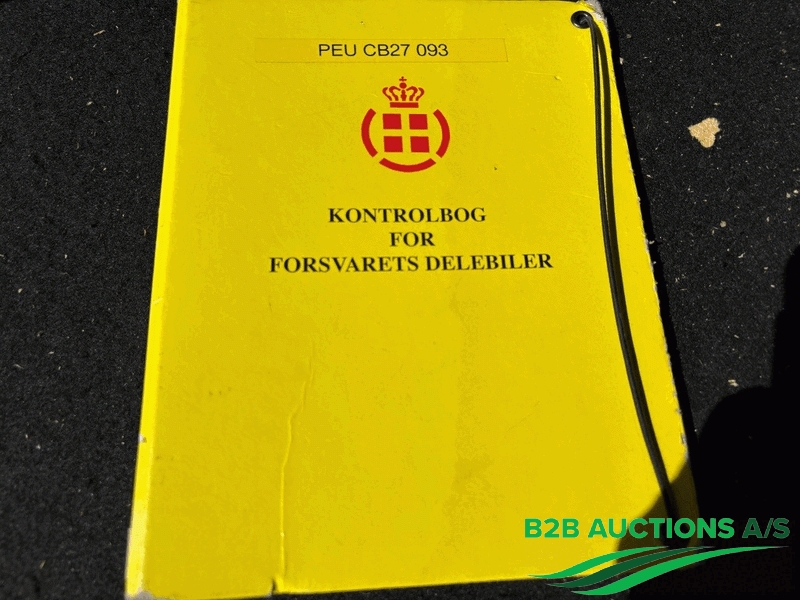 PEU CB27 093
KONTROLBOG
FOR
FORSVARETS DELEBILER
B2B AUCTIONS A/S